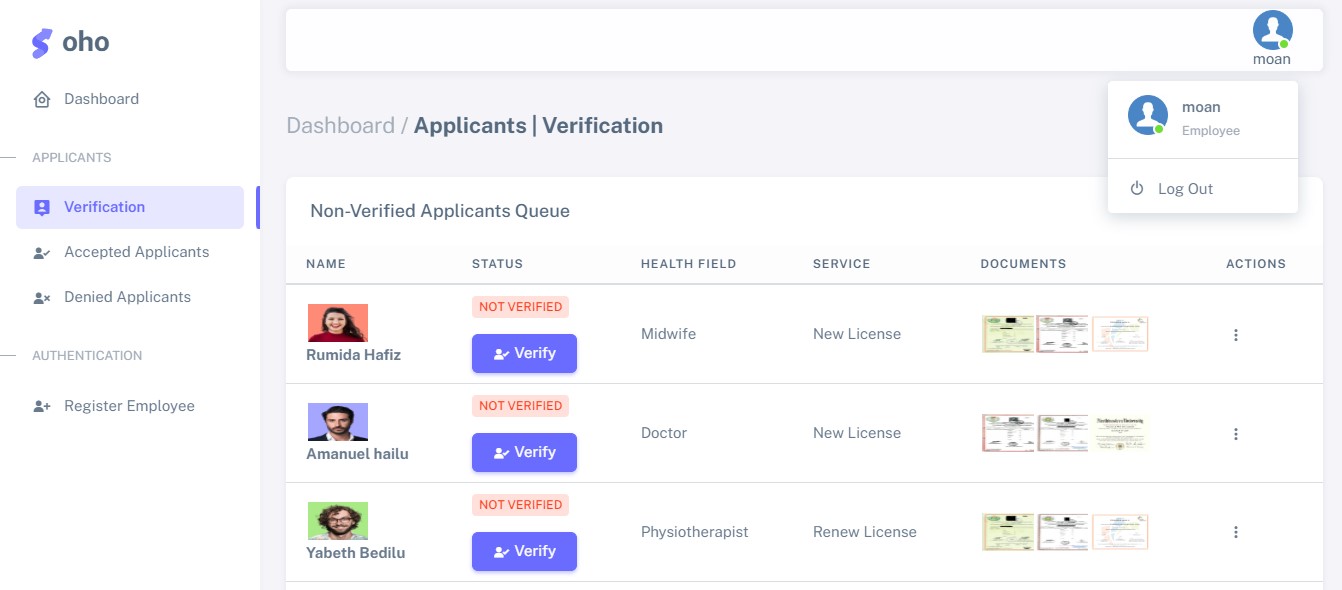 oho
moan
Dashboard
moan
Employee
Dashboard / Applicants | Verification
APPLICANTS
Log Out
Verification
Non-Verified Applicants Queue
Accepted Applicants
NAME STATUS HEALTH FIELD SERVICE DOCUMENTS ACTIONS
Denied Applicants
NOT VERIFIED
Midwife New License
Rumida Hafiz Verify
AUTHENTICATION
Register Employee
NOT VERIFIED
Doctor New License
Amanuel hailu Verify
Northwestern University
NOT VERIFIED
Physiotherapist Renew License
Yabeth Bedilu Verify